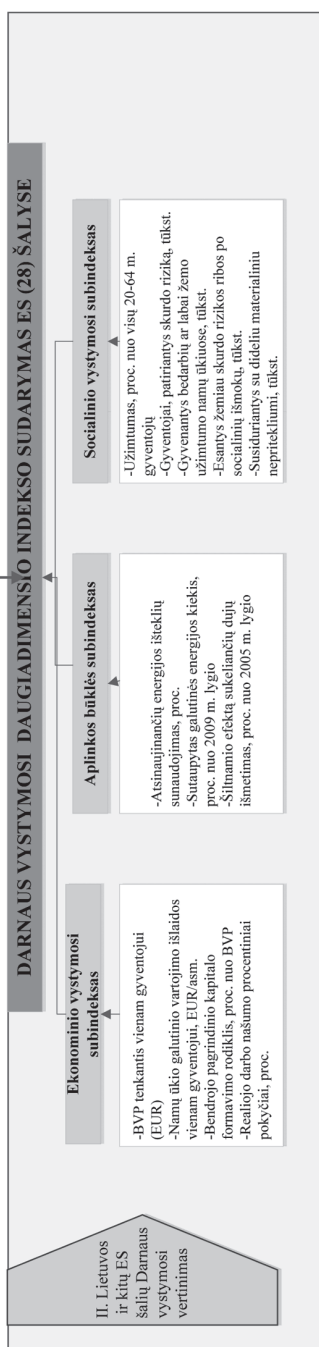 DARNAUS VYSTYMOSI DAUGIADIMENSIO INDEKSO SUDARYMAS ES (28) ŠALYSE
II. Lietuvos
ir kitų ES
šalių Darnaus
vystymosi
vertinimas
Ekonominio vystymosi
subindeksas
-BVP tenkantis vienam gyventojui
(EUR)
-Namų ūkio galutinio vartojimo išlaidos
vienam gyventojui, EUR/asm.
-Bendrojo pagrindinio kapitalo
formavimo rodiklis, proc. nuo BVP
-Realiojo darbo našumo procentiniai
pokyčiai, proc.
Aplinkos būklės subindeksas
-Atsinaujinančių energijos išteklių
sunaudojimas, proc.
-Sutaupytas galutinės energijos kiekis,
proc. nuo 2009 m. lygio
-Šiltnamio efektą sukeliančių dujų
išmetimas, proc. nuo 2005 m. lygio
Socialinio vystymosi subindeksas
-Užimtumas, proc. nuo visų 20-64 m.
gyventojų
-Gyventojai, patiriantys skurdo riziką, tūkst.
-Gyvenantys bedarbių ar labai žemo
užimtumo namų ūkiuose, tūkst.
-Esantys žemiau skurdo rizikos ribos po
socialinių išmokų, tūkst.
-Susiduriantys su dideliu materialiniu
nepritekliumi, tūkst.